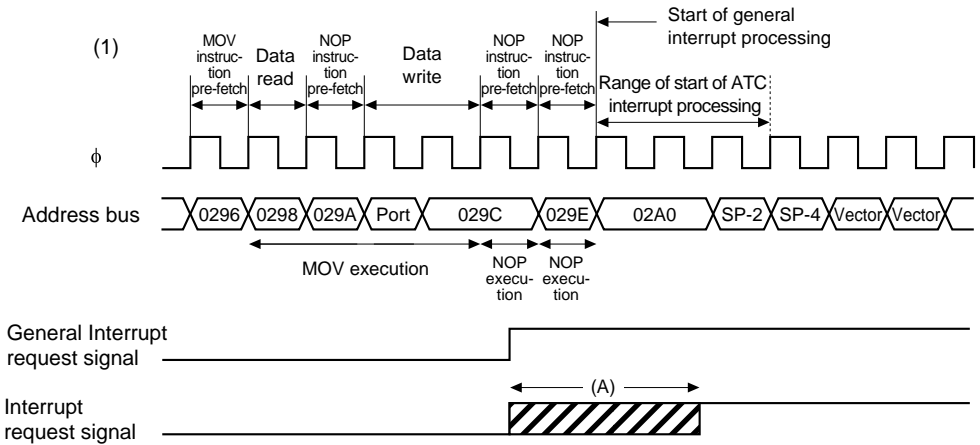 (1)
MOV
instruc-
tion
pre-fetch
Data
read
NOP
instruc-
tion
pre-fetch
Data
write
NOP
instruc-
tion
pre-fetch
NOP
instruc-
tion
pre-fetch
Start of general
interrupt processing
Range of start of ATC
interrupt processing
ϕ
Address bus
0296 0298 029A Port 029C 029E 02A0 SP-2 SP-4 Vector Vector
MOV execution
NOP
execu-
tion
NOP
execu-
tion
General Interrupt
request signal
(A)
Interrupt
request signal